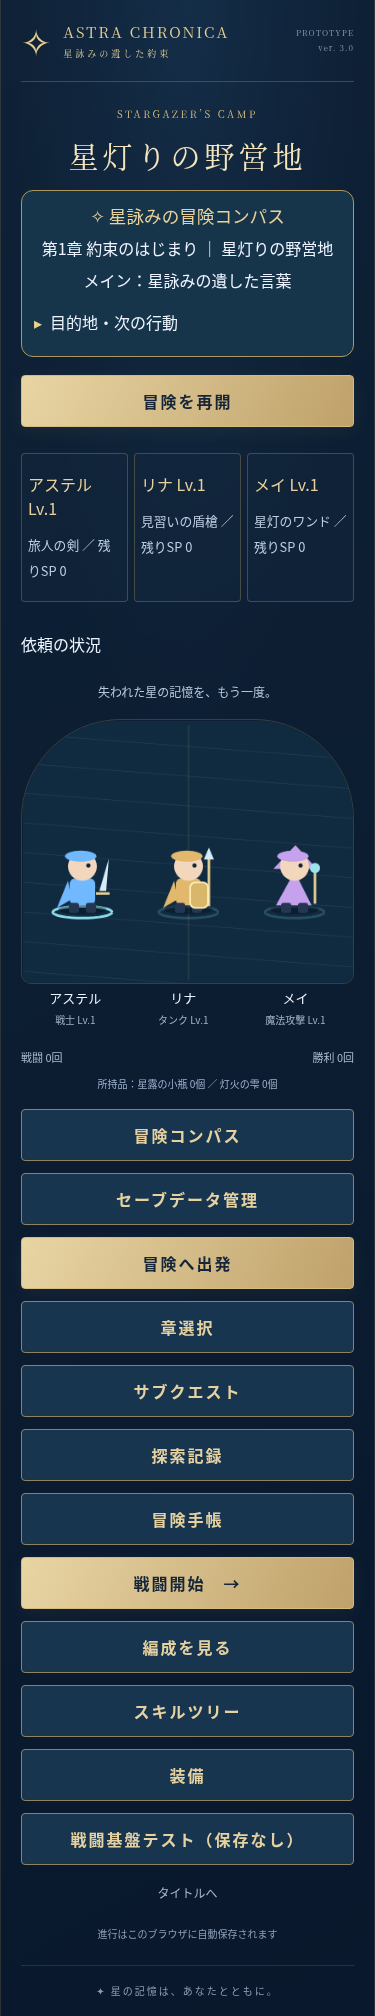 ASTRA CHRONICA
星詠みの遺した約束
PROTOTYPE
ver. 3.0
STARGAZER'S CAMP
星灯りの野営地
✧ 星詠みの冒険コンパス
第1章 約束のはじまり ｜ 星灯りの野営地
メイン：星詠みの遺した言葉
▸ 目的地・次の行動
冒険を再開
アステル
Lv.1
旅人の剣 ／ 残
りSP 0
リナ Lv.1
見習いの盾槍 ／
残りSP 0
メイ Lv.1
星灯のワンド ／
残りSP 0
依頼の状況
失われた星の記憶を、もう一度。
アステル
戦士 Lv.1
リナ
タンク Lv.1
メイ
魔法攻撃 Lv.1
戦闘 0回
勝利 0回
所持品：星露の小瓶 0個 ／ 灯火の雫 0個
冒険コンパス
セーブデータ管理
冒険へ出発
章選択
サブクエスト
探索記録
冒険手帳
戦闘開始 →
編成を見る
スキルツリー
装備
戦闘基盤テスト（保存なし）
タイトルへ
進行はこのブラウザに自動保存されます
✦ 星の記憶は、あなたとともに。